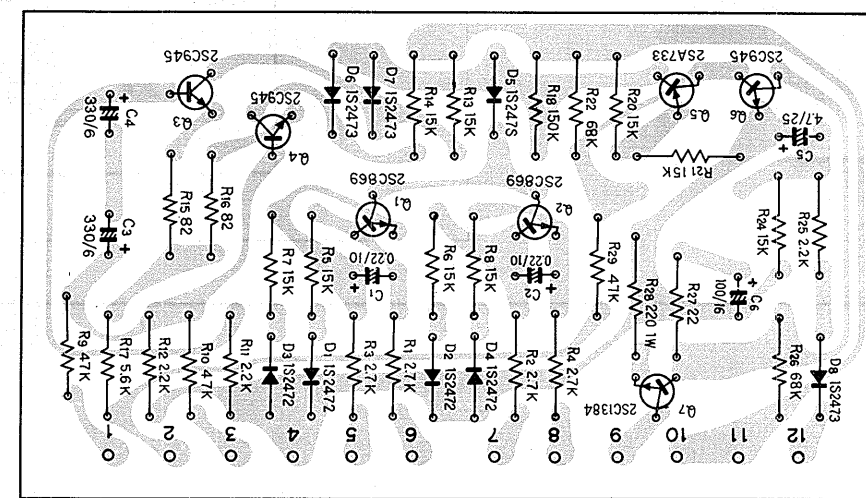 C4
330/6
2SC945
Q3
2SC945
Q4
D6 1S2473
D7 1S2473
R14 15K
R13 15K
D5 1S247S
R18 150K
R22 68K
R20 15K
2SA733
Q5
2SC945
Q6
4.7/25
C5
R21 15K
C3
330/6
R15 82
R16 82
R7 15K
R5 15K
2SC869
Q1
0.22/10
C1
R6 15K
R8 15K
2SC869
Q2
0.22/10
C2
R29 4.7K
R28 220 1W
R27 22
C6
100/16
R24 15K
R25 2.2K
R9 47K
R17 5.6K
R12 2.2K
R10 4.7K
R11 2.2K
D3 1S2472
D1 1S2472
R3 2.7K
R1 2.7K
D2 1S2472
D4 1S2472
R2 2.7K
R4 2.7K
2SC1384
Q7
R26 68K
D8 1S2473
1 2 3 4 5 6 7 8 9 10 11 12